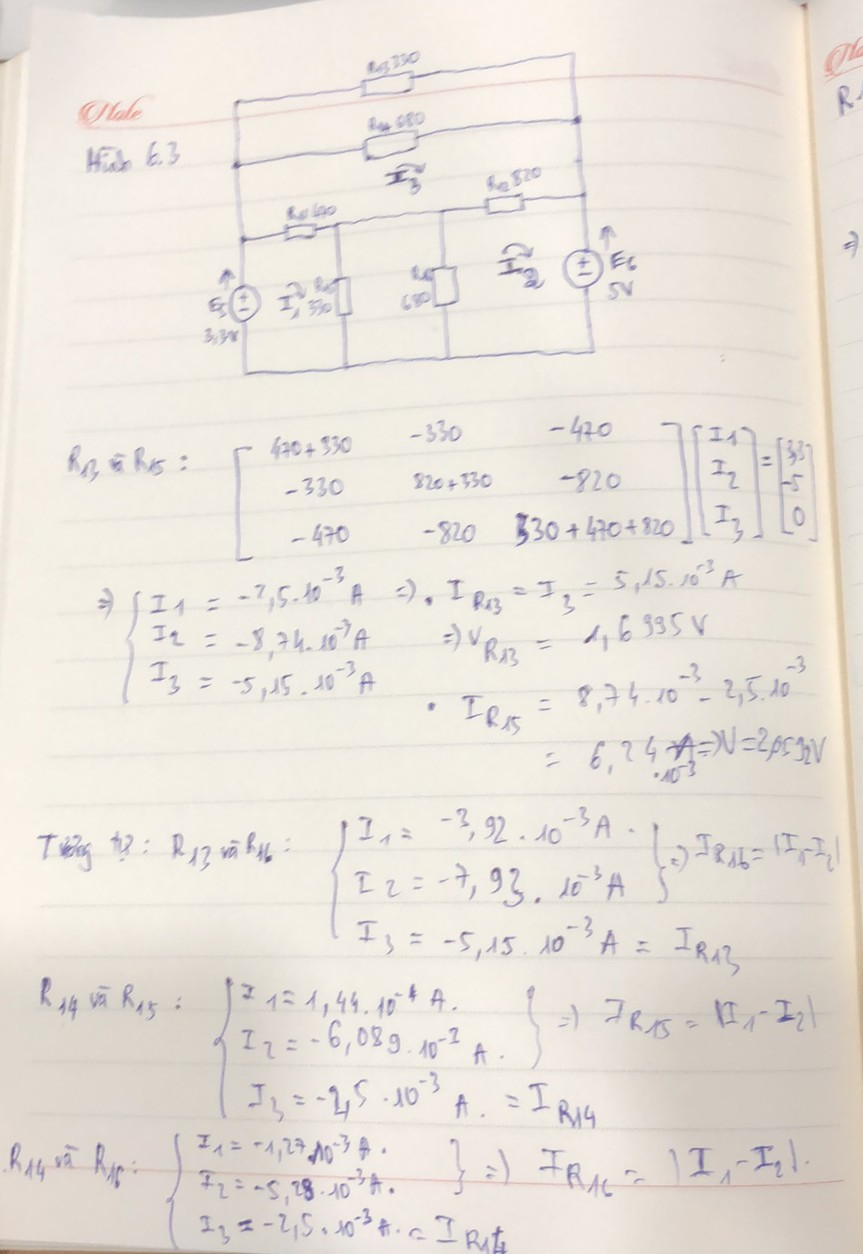 Note
Hình 6.3
R13 330
R14 680
I3
R12 820
R11 470
E5
3,3V
I1
R15
330
R16
680
I2
E6
5V
R13 và R15 : [ 470+330 -330 -470 ] [I1] = [3,3]
-330 820+330 -820 I2 -5
-470 -820 330+470+820 I3 0
=> { I1 = -2,5.10^-3 A => . I R13 = I3 = 5,15.10^-3 A
I2 = -8,74.10^-3 A => V R13 = 1,6995 V
I3 = -5,15.10^-3 A
• I R15 = 8,74.10^-3 - 2,5.10^-3
= 6,24 .10^-3 A => V = 2,0592V
Tương tự : R13 và R16 : { I1 = -3,92.10^-3 A .
I2 = -7,93.10^-3 A } => I R16 = |I1-I2|
I3 = -5,15.10^-3 A = I R13
R14 và R15 : { I1 = 1,44.10^-4 A.
I2 = -6,089.10^-3 A. } => I R15 = |I1-I2|
I3 = -2,5.10^-3 A. = I R14
R14 và R16 : { I1 = -1,27.10^-3 A.
I2 = -5,28.10^-3 A. } => I R16 = |I1-I2|.
I3 = -2,5.10^-3 A. = I R14